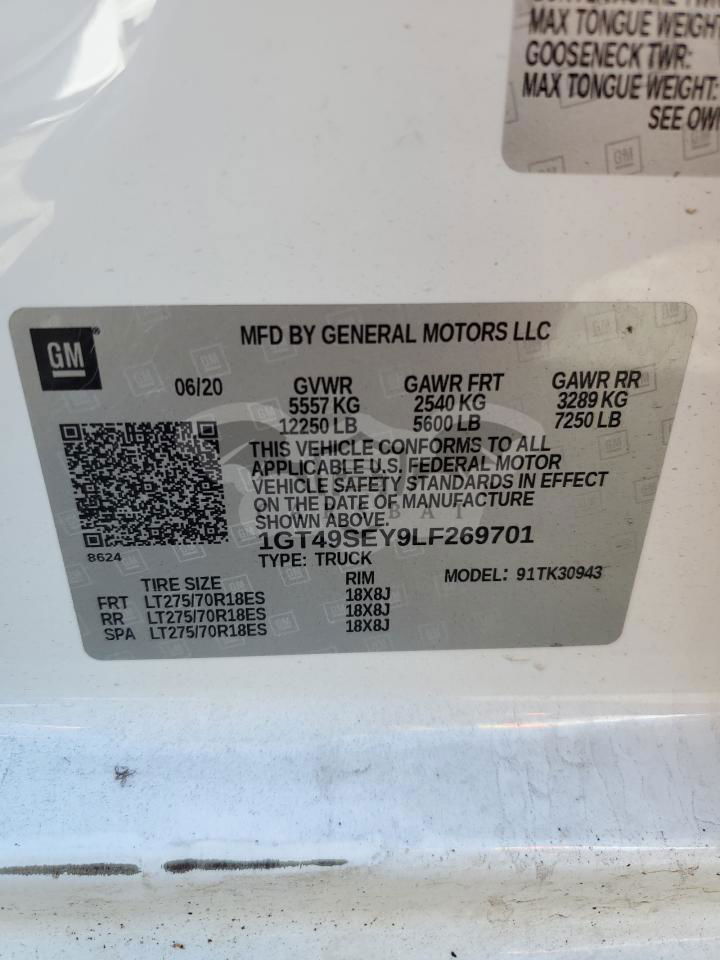 MAX TONGUE WEIGH
GOOSENECK TWR:
MAX TONGUE WEIGHT:
SEE OW
GM
MFD BY GENERAL MOTORS LLC
06/20 GVWR GAWR FRT GAWR RR
5557 KG 2540 KG 3289 KG
12250 LB 5600 LB 7250 LB
THIS VEHICLE CONFORMS TO ALL
APPLICABLE U.S. FEDERAL MOTOR
VEHICLE SAFETY STANDARDS IN EFFECT
ON THE DATE OF MANUFACTURE
SHOWN ABOVE.
1GT49SEY9LF269701
8624
TYPE: TRUCK MODEL: 91TK30943
TIRE SIZE RIM
FRT LT275/70R18ES 18X8J
RR LT275/70R18ES 18X8J
SPA LT275/70R18ES 18X8J